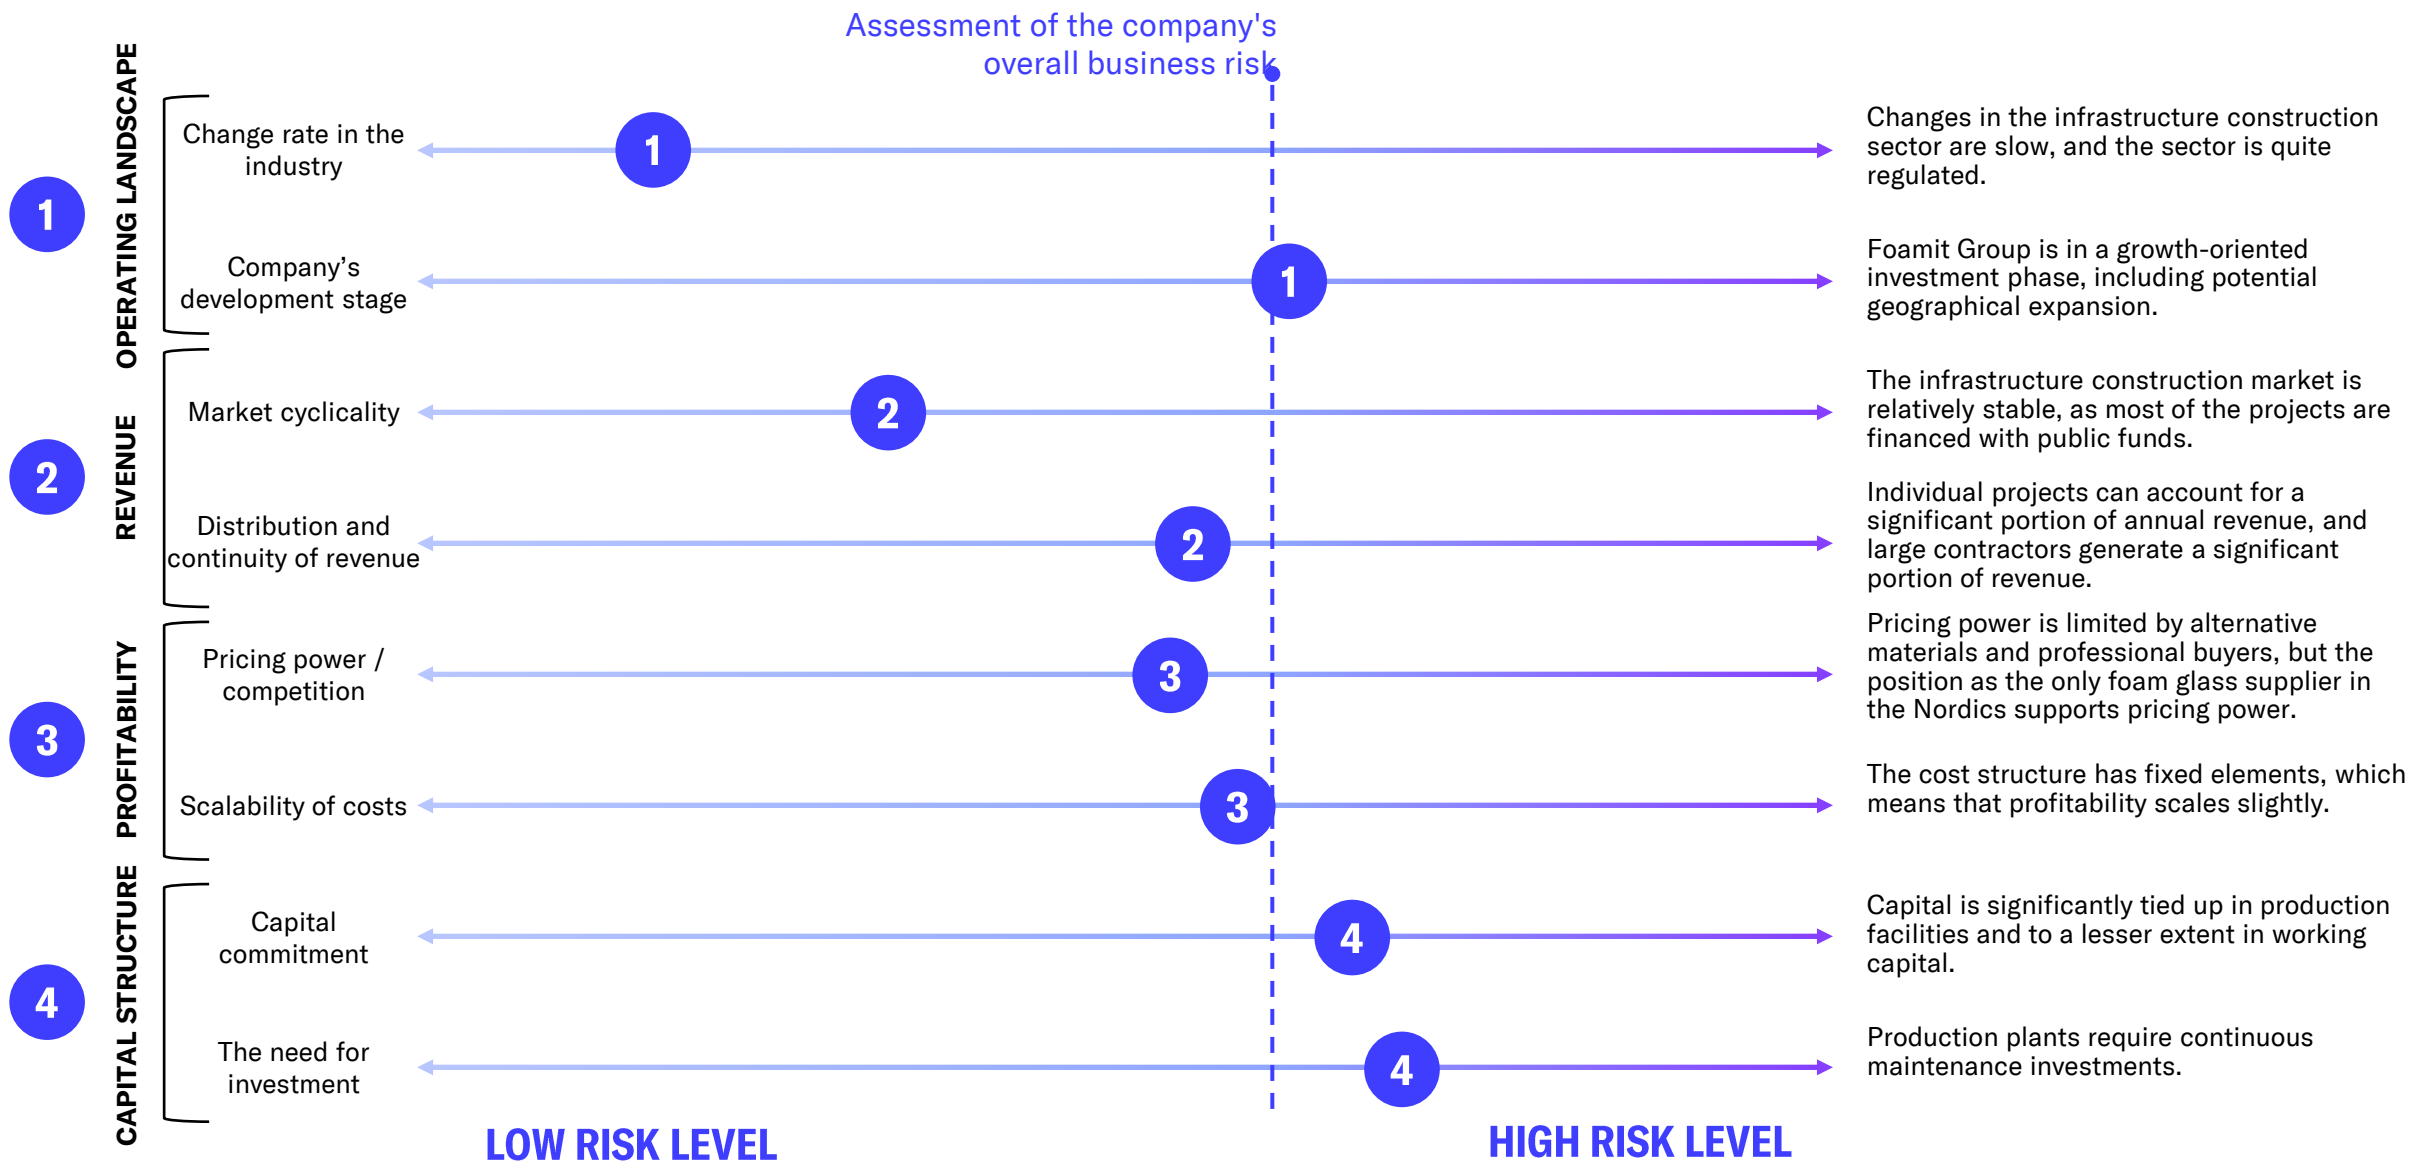 Assessment of the company's
overall business risk
1
OPERATING LANDSCAPE
Change rate in the
industry
1
Changes in the infrastructure construction
sector are slow, and the sector is quite
regulated.
Company’s
development stage
1
Foamit Group is in a growth-oriented
investment phase, including potential
geographical expansion.
2
REVENUE
Market cyclicality
2
The infrastructure construction market is
relatively stable, as most of the projects are
financed with public funds.
Distribution and
continuity of revenue
2
Individual projects can account for a
significant portion of annual revenue, and
large contractors generate a significant
portion of revenue.
3
PROFITABILITY
Pricing power /
competition
3
Pricing power is limited by alternative
materials and professional buyers, but the
position as the only foam glass supplier in
the Nordics supports pricing power.
Scalability of costs
3
The cost structure has fixed elements, which
means that profitability scales slightly.
4
CAPITAL STRUCTURE
Capital
commitment
4
Capital is significantly tied up in production
facilities and to a lesser extent in working
capital.
The need for
investment
4
Production plants require continuous
maintenance investments.
LOW RISK LEVEL
HIGH RISK LEVEL